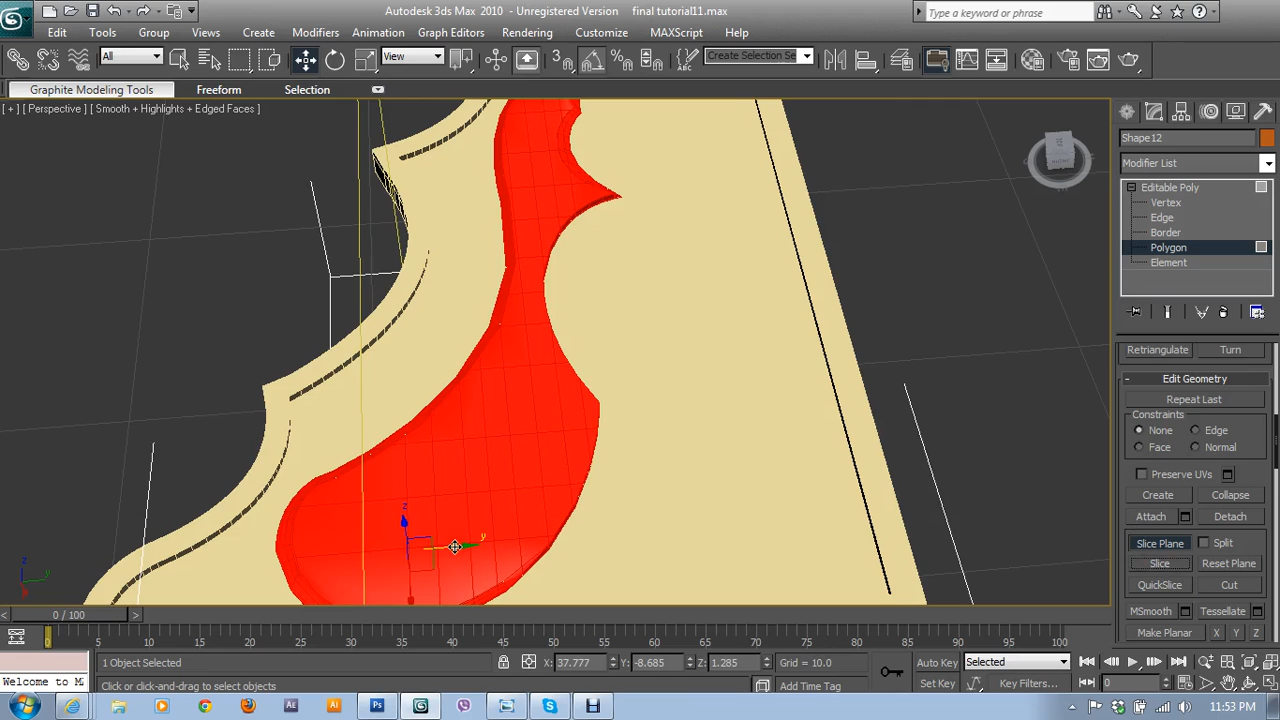 Autodesk 3ds Max 2010 - Unregistered Version final tutorial11.max
Type a keyword or phrase
Edit Tools Group Views Create Modifiers Animation Graph Editors Rendering Customize MAXScript Help
All View Create Selection Se
Graphite Modeling Tools Freeform Selection
[ + ] [ Perspective ] [ Smooth + Highlights + Edged Faces ]
Shape12
Modifier List
Editable Poly
Vertex
Edge
Border
Polygon
Element
Retriangulate Turn
- Edit Geometry
Repeat Last
Constraints
None Edge
Face Normal
Preserve UVs
Create Collapse
Attach Detach
Slice Plane Split
Slice Reset Plane
QuickSlice Cut
MSmooth Tessellate
Make Planar X Y Z
z
y
z
y
0 / 100
0 5 10 15 20 25 30 35 40 45 50 55 60 65 70 75 80 85 90 95 100
1 Object Selected X: 37.777 Y: -8.685 Z: 1.285 Grid = 10.0 Auto Key Selected
Welcome to M
Click or click-and-drag to select objects Add Time Tag Set Key Key Filters... 0
11:53 PM